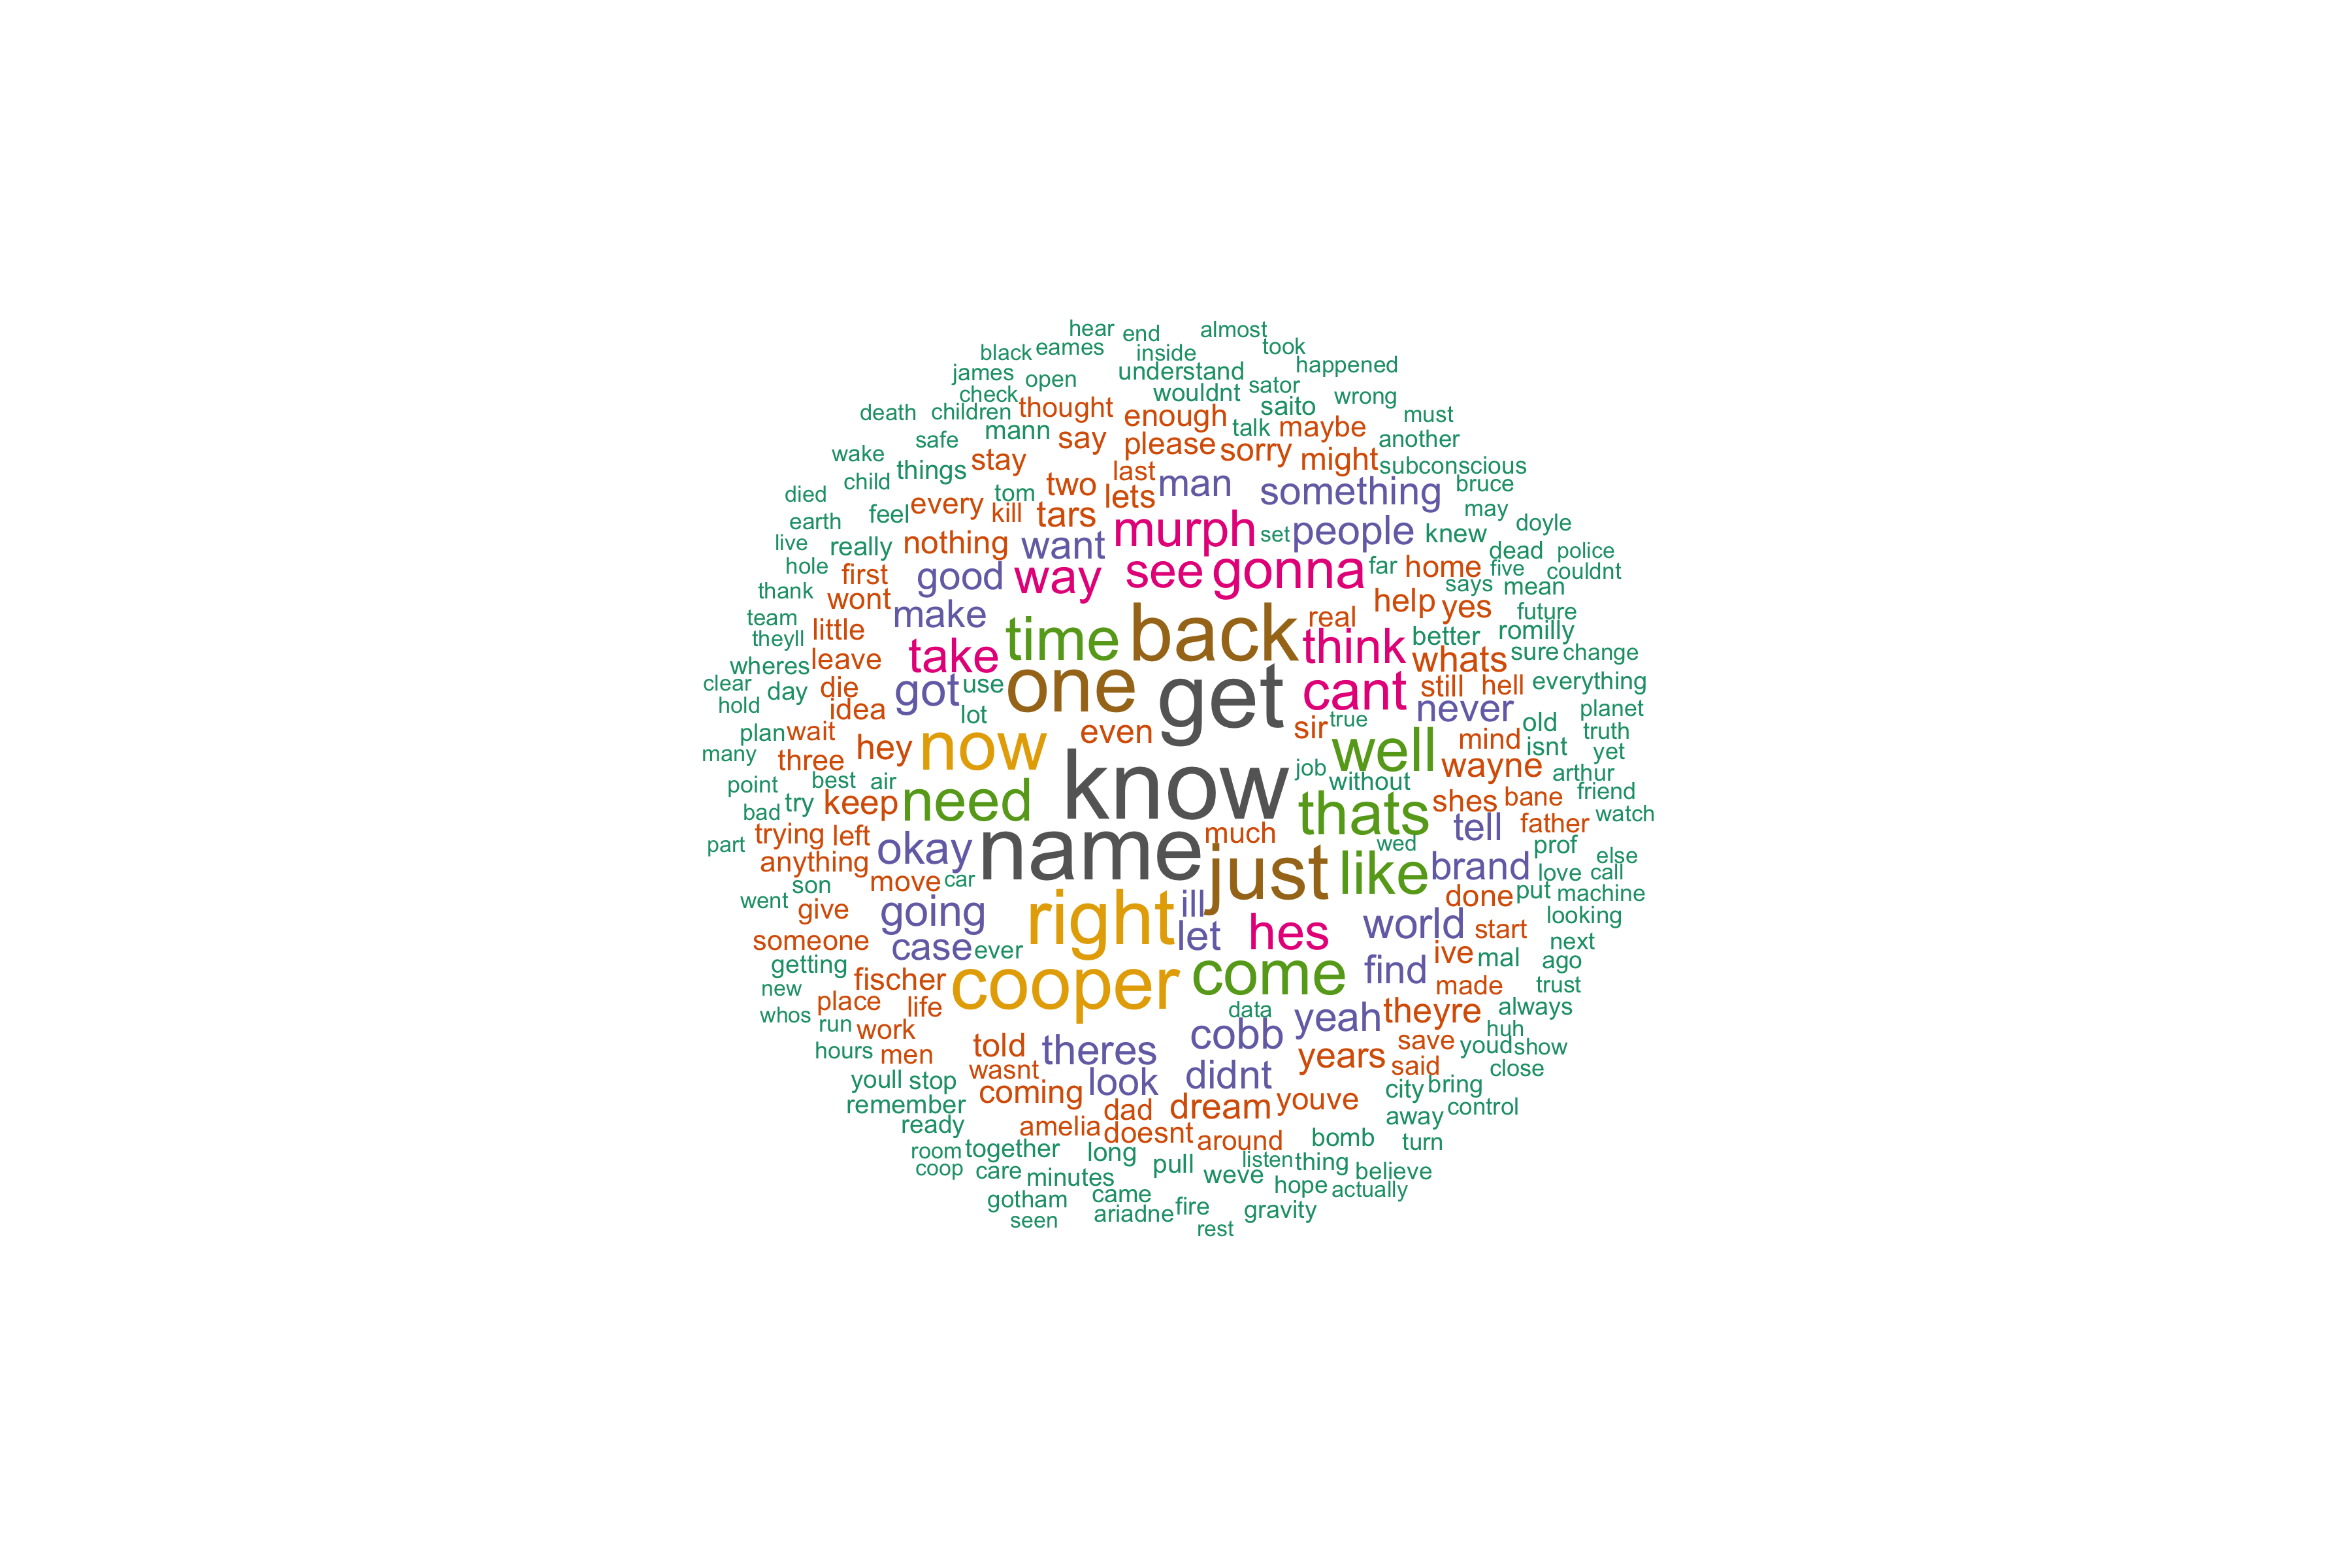 hear end almost
black eames inside took
james open understand happened
check wouldnt sator wrong
death children thought enough saito must
safe mann say please talk maybe another
wake things stay sorry might subconscious
child last man something bruce
died tom two lets may
earth feel every kill tars murph set people knew doyle
live really nothing want dead police
hole first good way see gonna far home five couldnt
thank wont make real help yes says mean
team little time back future
theyll take think better romilly
wheres leave whats sure change
clear day die got use one get cant still hell everything
hold idea lot never old planet
plan wait now even sir true mind truth
many three hey well isnt yet
point best air know job without wayne arthur
bad try keep need thats shes bane friend
part trying left name much tell father watch
anything okay wed prof else
went son move car just like brand love call
give right ill done put machine
someone going let hes world start looking
getting case ever come find ive mal next
new fischer cooper made ago trust
whos place life data yeah theyre always
run work cobb huh
hours men told theres years save youd show
youll stop wasnt look didnt said close
remember coming dad dream youve city bring control
ready amelia doesnt around bomb away turn
room together long listen thing
coop care minutes pull weve believe
gotham came hope actually
seen ariadne fire gravity
rest